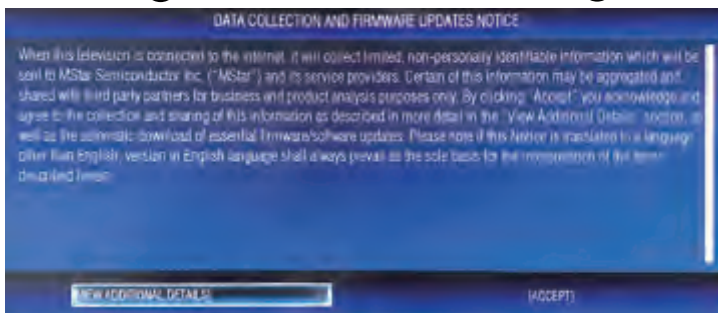 DATA COLLECTION AND FIRMWARE UPDATES NOTICE
When this television is connected to the internet, it will collect limited, non-personally identifiable information which will be
sent to MStar Semiconductor Inc. ("MStar") and its service providers. Certain of this information may be aggregated and
shared with third party partners for business and product analysis purposes only. By clicking "Accept" you acknowledge and
agree to the collection and sharing of this information as described in more detail in the "View Additional Details" section, as
well as the automatic download of essential firmware/software updates. Please note if this Notice is translated to a language
other than English, version in English language shall always prevail as the sole basis for the interpretation of the terms
described herein.
[VIEW ADDITIONAL DETAILS]
[ACCEPT]